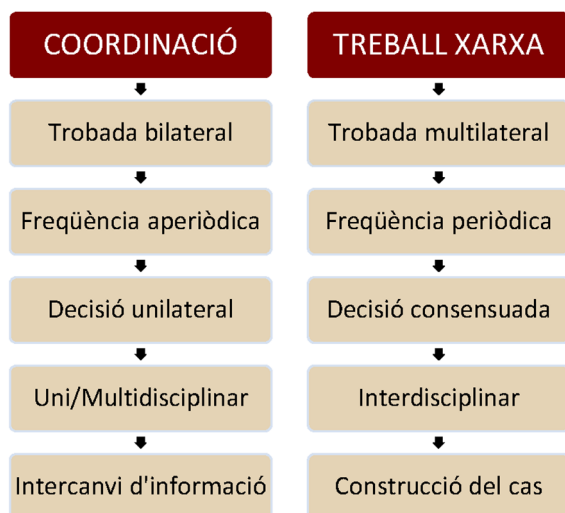 COORDINACIÓ
Trobada bilateral
Freqüència aperiòdica
Decisió unilateral
Uni/Multidisciplinar
Intercanvi d'informació
TREBALL XARXA
Trobada multilateral
Freqüència periòdica
Decisió consensuada
Interdisciplinar
Construcció del cas